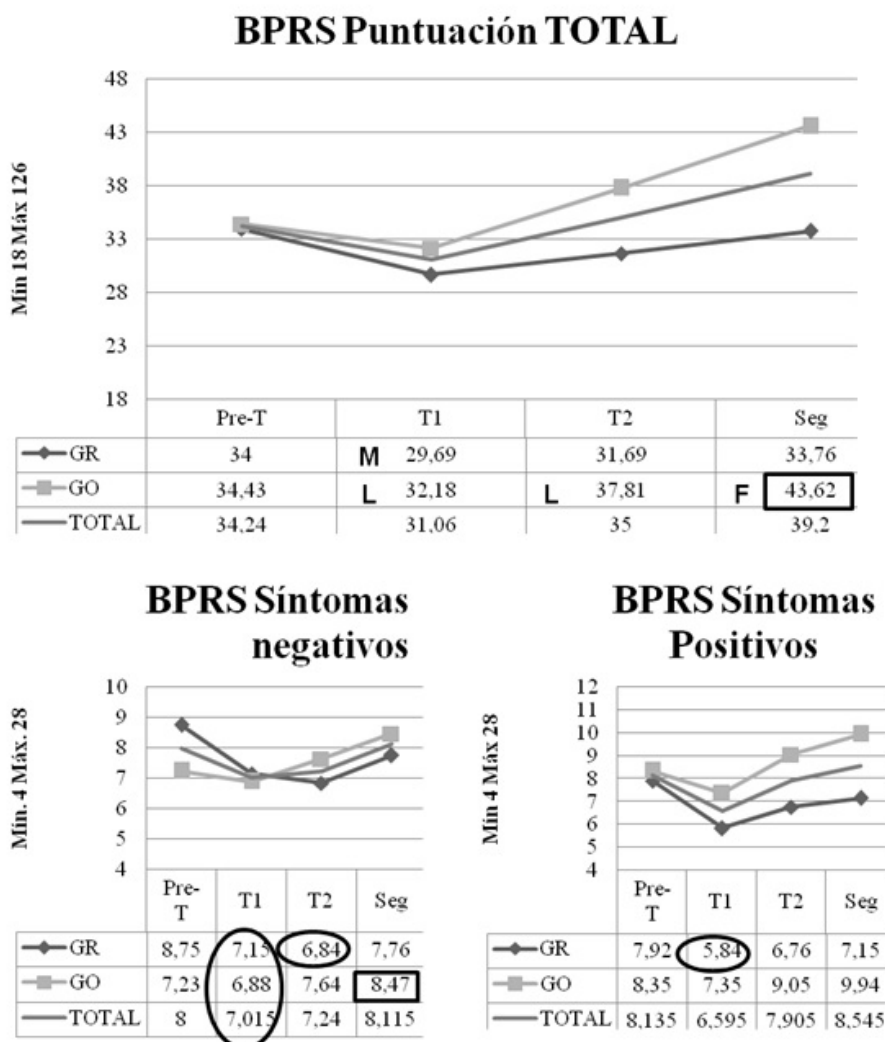 BPRS Puntuación TOTAL
Min 18 Máx 126
48
43
38
33
28
23
18
Pre-T T1 T2 Seg
GR 34 M 29,69 31,69 33,76
GO 34,43 L 32,18 L 37,81 F 43,62
TOTAL 34,24 31,06 35 39,2
BPRS Síntomas
negativos
Mín. 4 Máx. 28
10
9
8
7
6
5
4
Pre-
T T1 T2 Seg
GR 8,75 7,15 6,84 7,76
GO 7,23 6,88 7,64 8,47
TOTAL 8 7,015 7,24 8,115
BPRS Síntomas
Positivos
Min 4 Máx 28
12
11
10
9
8
7
6
5
4
Pre-
T T1 T2 Seg
GR 7,92 5,84 6,76 7,15
GO 8,35 7,35 9,05 9,94
TOTAL 8,135 6,595 7,905 8,545